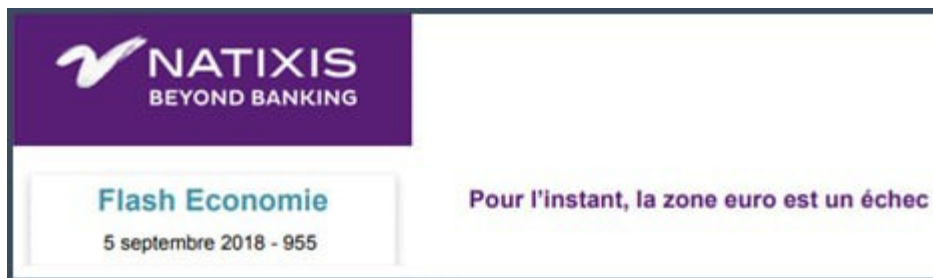 NATIXIS
BEYOND BANKING
Flash Economie
5 septembre 2018 - 955
Pour l'instant, la zone euro est un échec